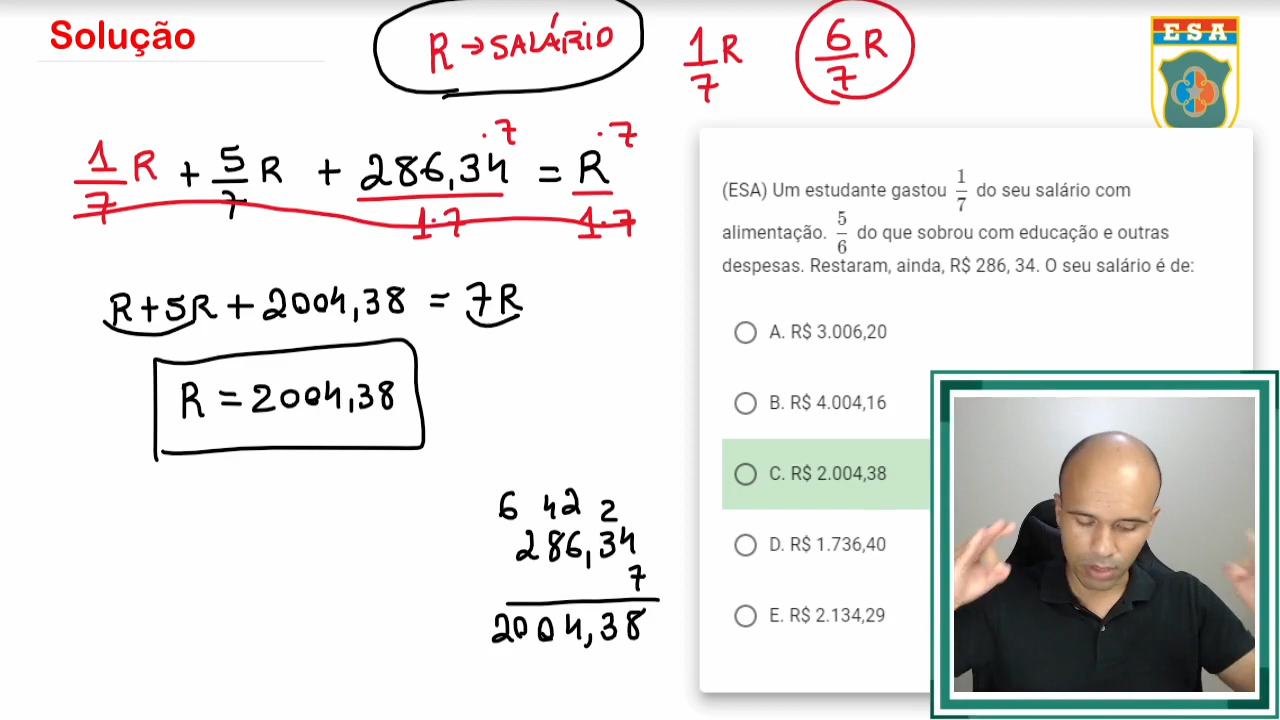 Solução
R → SALÁRIO
1/7 R
6/7 R
ESA
1/7 R + 5/7 R + 286,34 ·7 / 1·7 = R ·7 / 1·7
R + 5R + 2004,38 = 7R
R = 2004,38
6 42 2
286,34
7
2004,38
(ESA) Um estudante gastou 1/7 do seu salário com
alimentação. 5/6 do que sobrou com educação e outras
despesas. Restaram, ainda, R$ 286, 34. O seu salário é de:
A. R$ 3.006,20
B. R$ 4.004,16
C. R$ 2.004,38
D. R$ 1.736,40
E. R$ 2.134,29